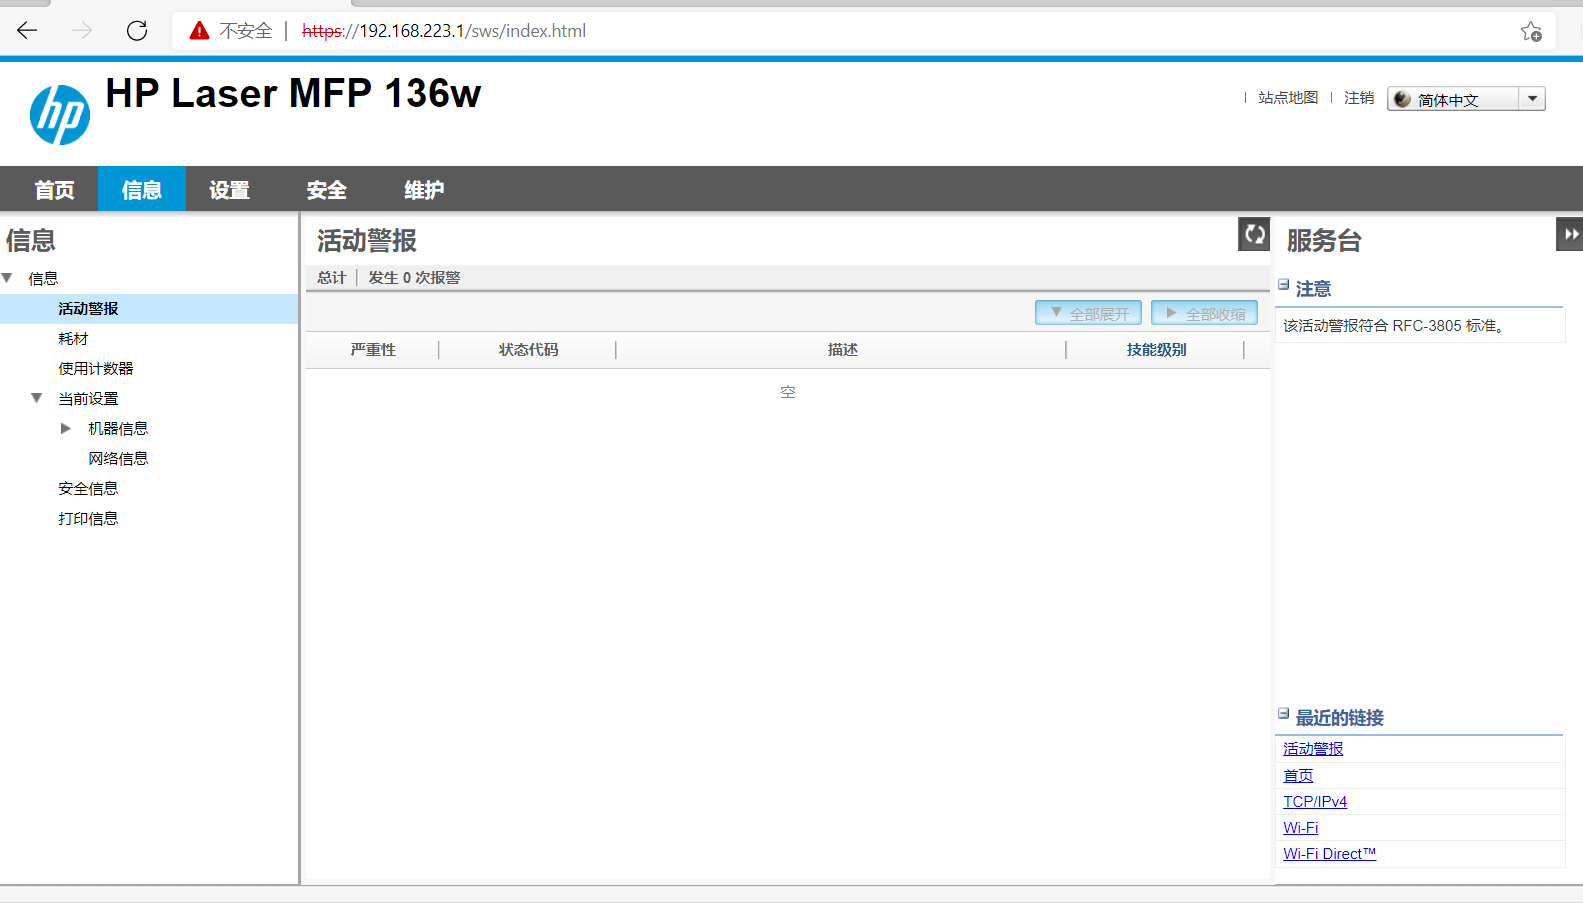 不安全 | https://192.168.223.1/sws/index.html
hp
HP Laser MFP 136w
站点地图
注销
简体中文
首页
信息
设置
安全
维护
信息
信息
活动警报
耗材
使用计数器
当前设置
机器信息
网络信息
安全信息
打印信息
活动警报
总计
发生 0 次报警
全部展开
全部收缩
严重性
状态代码
描述
技能级别
空
服务台
注意
该活动警报符合 RFC-3805 标准。
最近的链接
活动警报
首页
TCP/IPv4
Wi-Fi
Wi-Fi Direct™